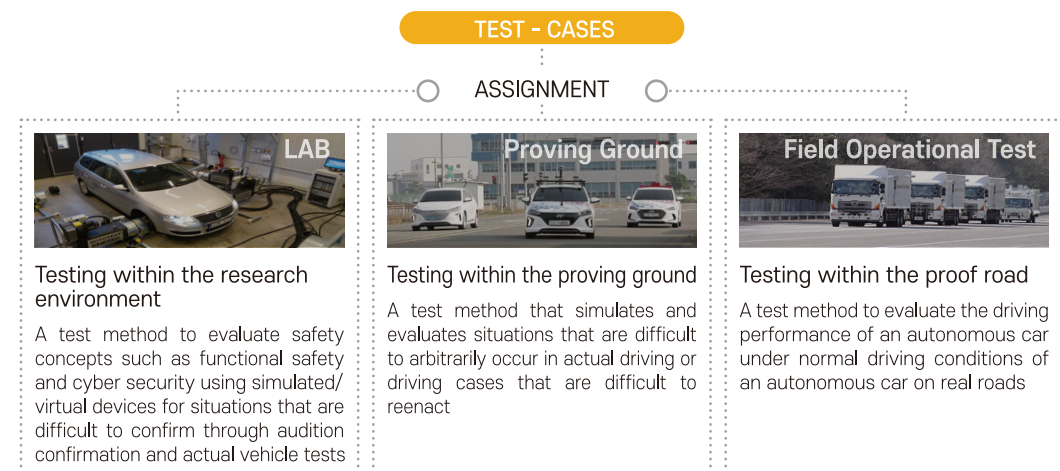 TEST - CASES
ASSIGNMENT
LAB
Testing within the research
environment
A test method to evaluate safety
concepts such as functional safety
and cyber security using simulated/
virtual devices for situations that are
difficult to confirm through audition
confirmation and actual vehicle tests
Proving Ground
Testing within the proving ground
A test method that simulates and
evaluates situations that are difficult
to arbitrarily occur in actual driving or
driving cases that are difficult to
reenact
Field Operational Test
Testing within the proof road
A test method to evaluate the driving
performance of an autonomous car
under normal driving conditions of
an autonomous car on real roads